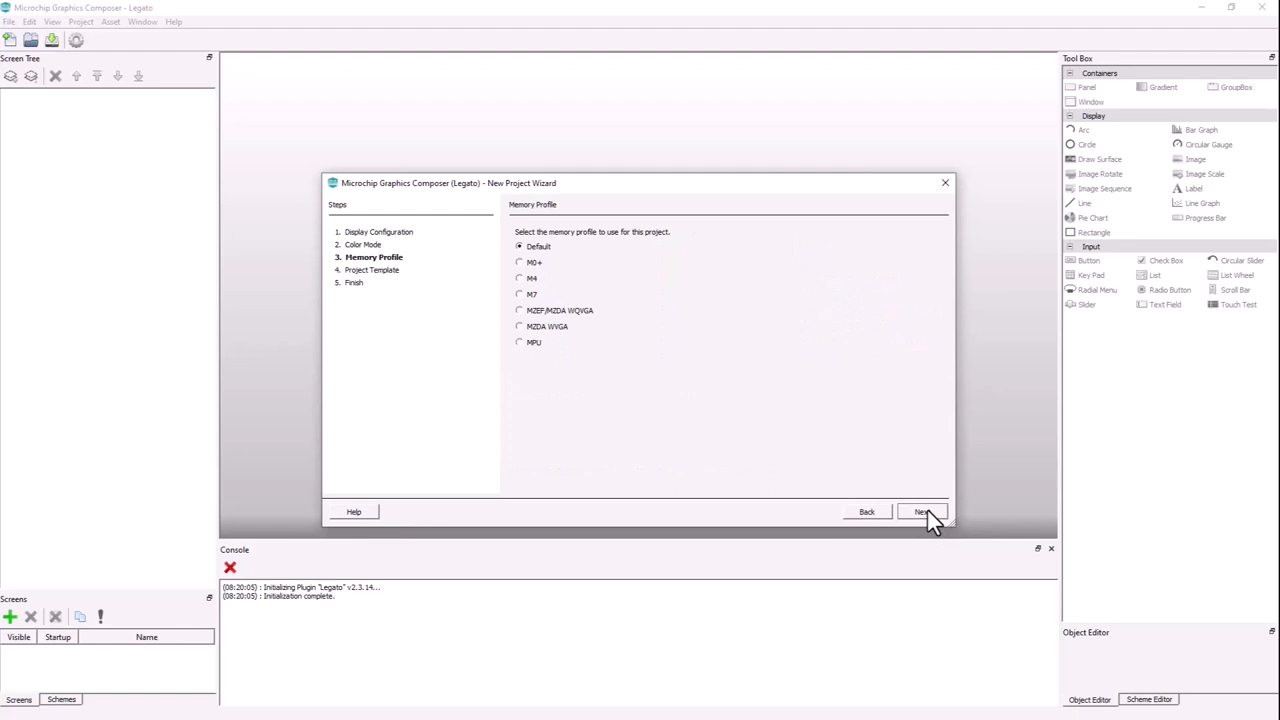 Microchip Graphics Composer - Legato
File Edit View Project Asset Window Help
Screen Tree
Tool Box
Containers
Panel Gradient GroupBox
Window
Display
Arc Bar Graph
Circle Circular Gauge
Draw Surface Image
Image Rotate Image Scale
Image Sequence Label
Line Line Graph
Pie Chart Progress Bar
Rectangle
Input
Button Check Box Circular Slider
Key Pad List List Wheel
Radial Menu Radio Button Scroll Bar
Slider Text Field Touch Test
Microchip Graphics Composer (Legato) - New Project Wizard
Steps
1. Display Configuration
2. Color Mode
3. Memory Profile
4. Project Template
5. Finish
Memory Profile
Select the memory profile to use for this project.
Default
M0+
M4
M7
MZEF/MZDA WQVGA
MZDA WVGA
MPU
Help Back
Console
(08:20:05) : Initializing Plugin "Legato" v2.3.14...
(08:20:05) : Initialization complete.
Screens
Visible Startup Name
Screens Schemes
Object Editor
Object Editor Scheme Editor